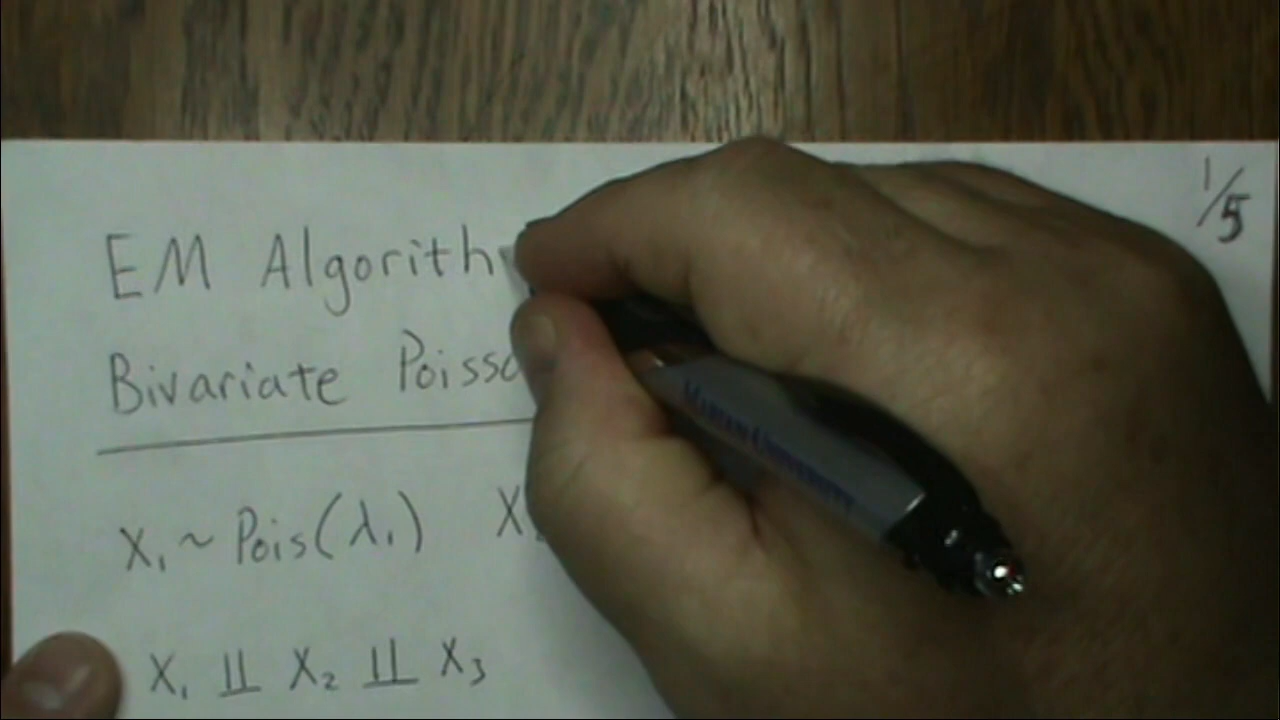 1/5
EM Algorith
Bivariate Poisso
X₁ ~ Pois(λ₁) X
X₁ ⫫ X₂ ⫫ X₃